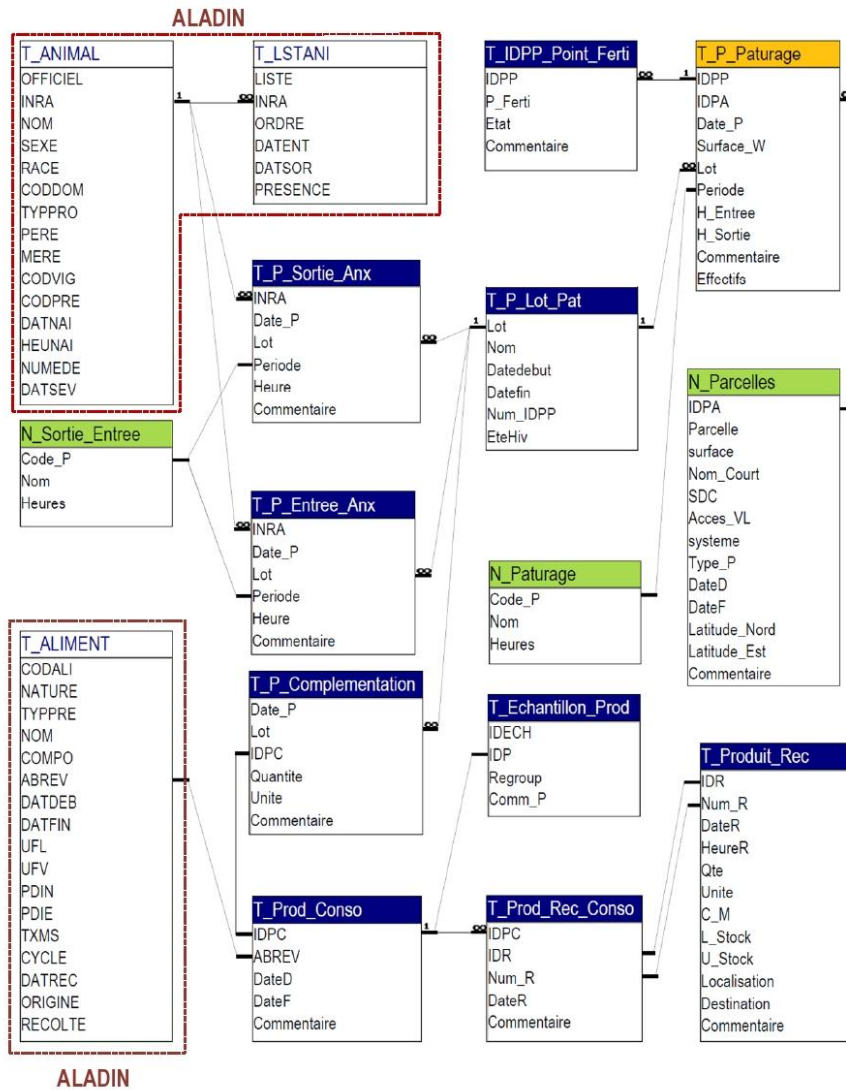 ALADIN
T_ANIMAL
OFFICIEL
INRA
NOM
SEXE
RACE
CODDOM
TYPPRO
PERE
MERE
CODVIG
CODPRE
DATNAI
HEUNAI
NUMEDE
DATSEV
1
T_LSTANI
LISTE
INRA
ORDRE
DATENT
DATSOR
PRESENCE
∞
T_IDPP_Point_Ferti
IDPP
P_Ferti
Etat
Commentaire
∞
1
T_P_Paturage
IDPP
IDPA
Date_P
Surface_W
Lot
Periode
H_Entree
H_Sortie
Commentaire
Effectifs
∞
T_P_Sortie_Anx
INRA
Date_P
Lot
Periode
Heure
Commentaire
∞
∞
T_P_Lot_Pat
Lot
Nom
Datedebut
Datefin
Num_IDPP
EteHiv
1
1
N_Sortie_Entree
Code_P
Nom
Heures
N_Parcelles
IDPA
Parcelle
surface
Nom_Court
SDC
Acces_VL
systeme
Type_P
DateD
DateF
Latitude_Nord
Latitude_Est
Commentaire
T_P_Entree_Anx
INRA
Date_P
Lot
Periode
Heure
Commentaire
∞
∞
N_Paturage
Code_P
Nom
Heures
T_ALIMENT
CODALI
NATURE
TYPPRE
NOM
COMPO
ABREV
DATDEB
DATFIN
UFL
UFV
PDIN
PDIE
TXMS
CYCLE
DATREC
ORIGINE
RECOLTE
T_P_Complementation
Date_P
Lot
IDPC
Quantite
Unite
Commentaire
∞
T_Echantillon_Prod
IDECH
IDP
Regroup
Comm_P
T_Produit_Rec
IDR
Num_R
DateR
HeureR
Qte
Unite
C_M
L_Stock
U_Stock
Localisation
Destination
Commentaire
T_Prod_Conso
IDPC
ABREV
DateD
DateF
Commentaire
1
∞
T_Prod_Rec_Conso
IDPC
IDR
Num_R
DateR
Commentaire
ALADIN